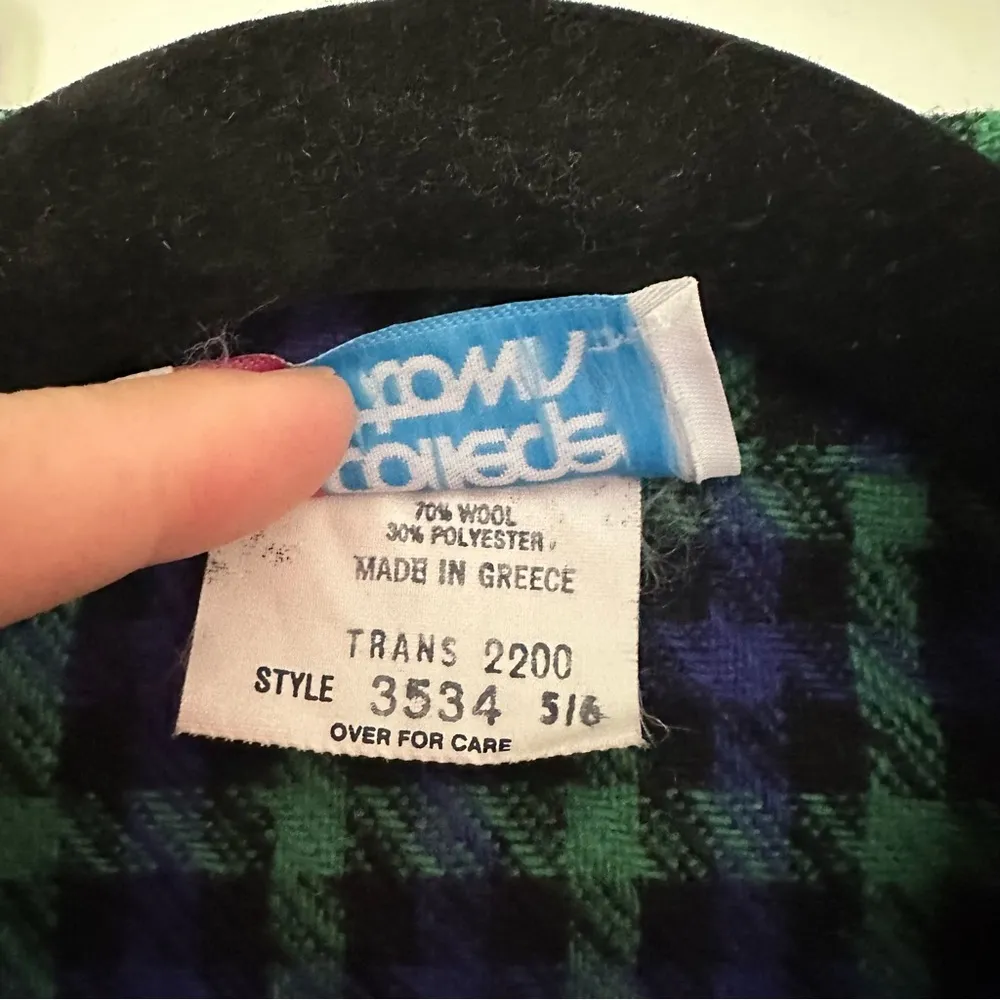 70% WOOL
30% POLYESTER
MADE IN GREECE
TRANS 2200
STYLE 3534 5/6
OVER FOR CARE